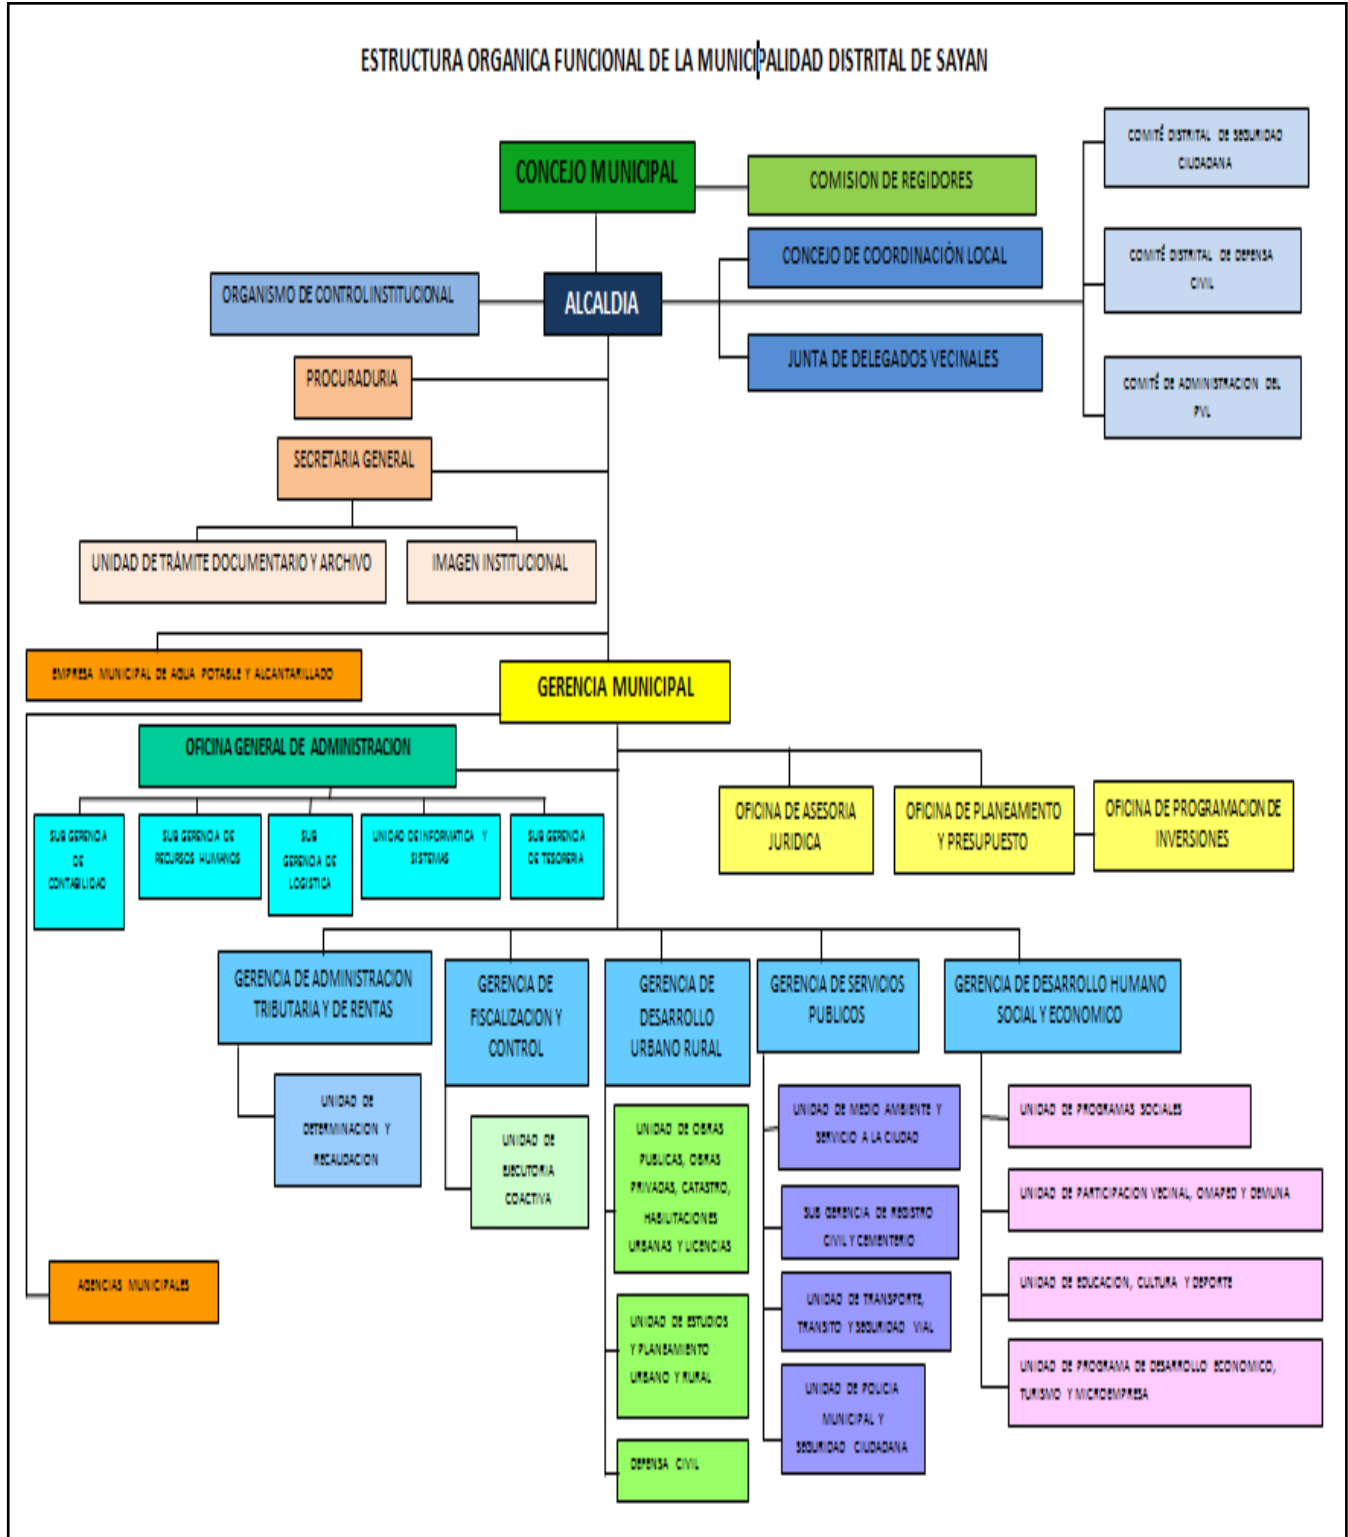 ESTRUCTURA ORGANICA FUNCIONAL DE LA MUNICIPALIDAD DISTRITAL DE SAYAN
CONCEJO MUNICIPAL
COMISION DE REGIDORES
COMITÉ DISTRITAL DE SEGURIDAD
CIUDADANA
CONCEJO DE COORDINACIÓN LOCAL
COMITÉ DISTRITAL DE DEFENSA
CIVIL
ORGANISMO DE CONTROL INSTITUCIONAL
ALCALDIA
JUNTA DE DELEGADOS VECINALES
COMITÉ DE ADMINISTRACION DEL
PVL
PROCURADURIA
SECRETARIA GENERAL
UNIDAD DE TRÁMITE DOCUMENTARIO Y ARCHIVO
IMAGEN INSTITUCIONAL
EMPRESA MUNICIPAL DE AGUA POTABLE Y ALCANTARILLADO
GERENCIA MUNICIPAL
OFICINA GENERAL DE ADMINISTRACION
SUB GERENCIA
DE
CONTABILIDAD
SUB GERENCIA DE
RECURSOS HUMANOS
SUB
GERENCIA DE
LOGISTICA
UNIDAD DE INFORMATICA Y
SISTEMAS
SUB GERENCIA
DE TESORERIA
OFICINA DE ASESORIA
JURIDICA
OFICINA DE PLANEAMIENTO
Y PRESUPUESTO
OFICINA DE PROGRAMACION DE
INVERSIONES
GERENCIA DE ADMINISTRACION
TRIBUTARIA Y DE RENTAS
GERENCIA DE
FISCALIZACION Y
CONTROL
GERENCIA DE
DESARROLLO
URBANO RURAL
GERENCIA DE SERVICIOS
PUBLICOS
GERENCIA DE DESARROLLO HUMANO
SOCIAL Y ECONOMICO
UNIDAD DE
DETERMINACION Y
RECAUDACION
UNIDAD DE
EJECUTORIA
COACTIVA
UNIDAD DE OBRAS
PUBLICAS, OBRAS
PRIVADAS, CATASTRO,
HABILITACIONES
URBANAS Y LICENCIAS
UNIDAD DE ESTUDIOS
Y PLANEAMIENTO
URBANO Y RURAL
DEFENSA CIVIL
UNIDAD DE MEDIO AMBIENTE Y
SERVICIO A LA CIUDAD
SUB GERENCIA DE REGISTRO
CIVIL Y CEMENTERIO
UNIDAD DE TRANSPORTE,
TRANSITO Y SEGURIDAD VIAL
UNIDAD DE POLICIA
MUNICIPAL Y
SEGURIDAD CIUDADANA
UNIDAD DE PROGRAMAS SOCIALES
UNIDAD DE PARTICIPACION VECINAL, OMAPED Y DEMUNA
UNIDAD DE EDUCACION, CULTURA Y DEPORTE
UNIDAD DE PROGRAMA DE DESARROLLO ECONOMICO,
TURISMO Y MICROEMPRESA
AGENCIAS MUNICIPALES